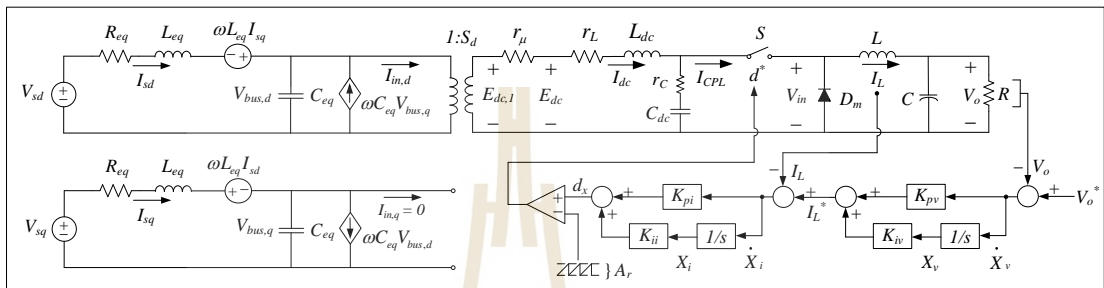 R_eq L_eq ωL_eq I_sq
I_sd
V_sd
V_bus,d
C_eq
I_in,d
ωC_eq V_bus,q
1:S_d
E_dc,1
r_μ
E_dc
r_L
L_dc
I_dc
r_C
C_dc
I_CPL
S
d*
V_in
D_m
L
I_L
C
V_o
R
R_eq L_eq ωL_eq I_sd
I_sq
V_sq
V_bus,q
C_eq
I_in,q = 0
ωC_eq V_bus,d
d_x
} A_r
K_pi
K_ii
1/s
X_i
Ẋ_i
I_L
I_L*
K_pv
K_iv
1/s
X_v
Ẋ_v
V_o
V_o*